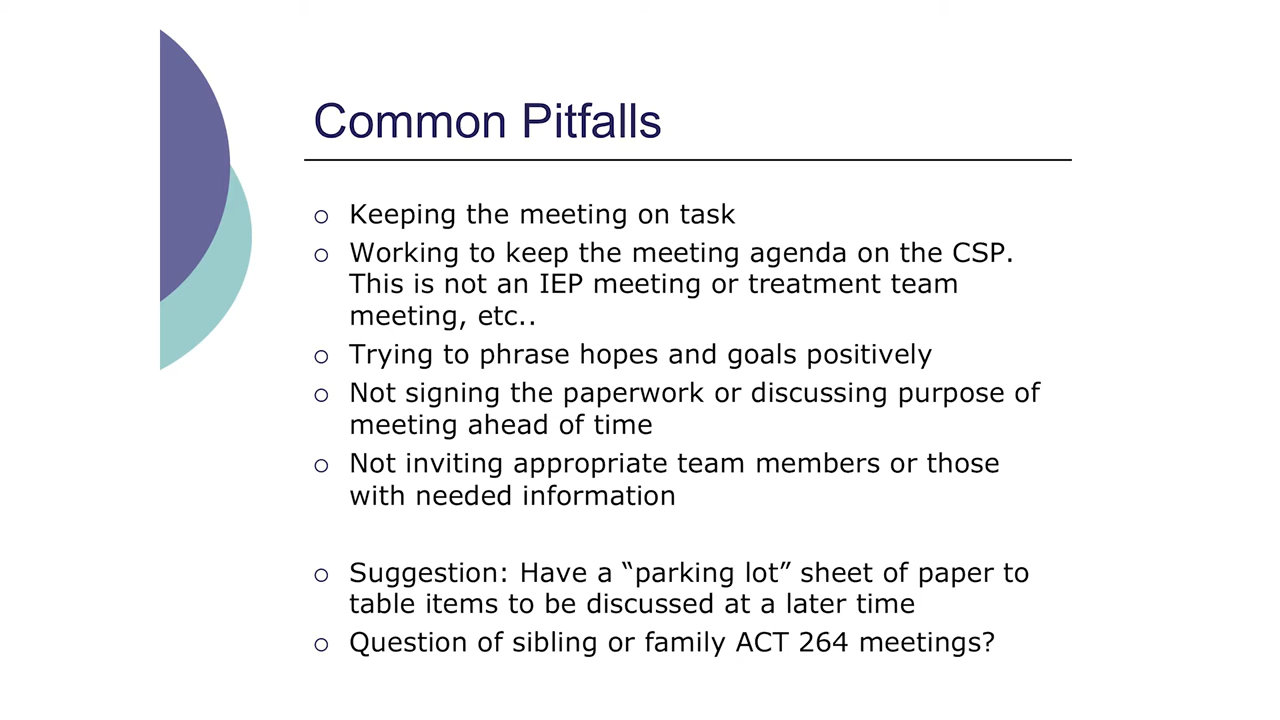 Common Pitfalls
Keeping the meeting on task
Working to keep the meeting agenda on the CSP.
This is not an IEP meeting or treatment team
meeting, etc..
Trying to phrase hopes and goals positively
Not signing the paperwork or discussing purpose of
meeting ahead of time
Not inviting appropriate team members or those
with needed information
Suggestion: Have a “parking lot” sheet of paper to
table items to be discussed at a later time
Question of sibling or family ACT 264 meetings?